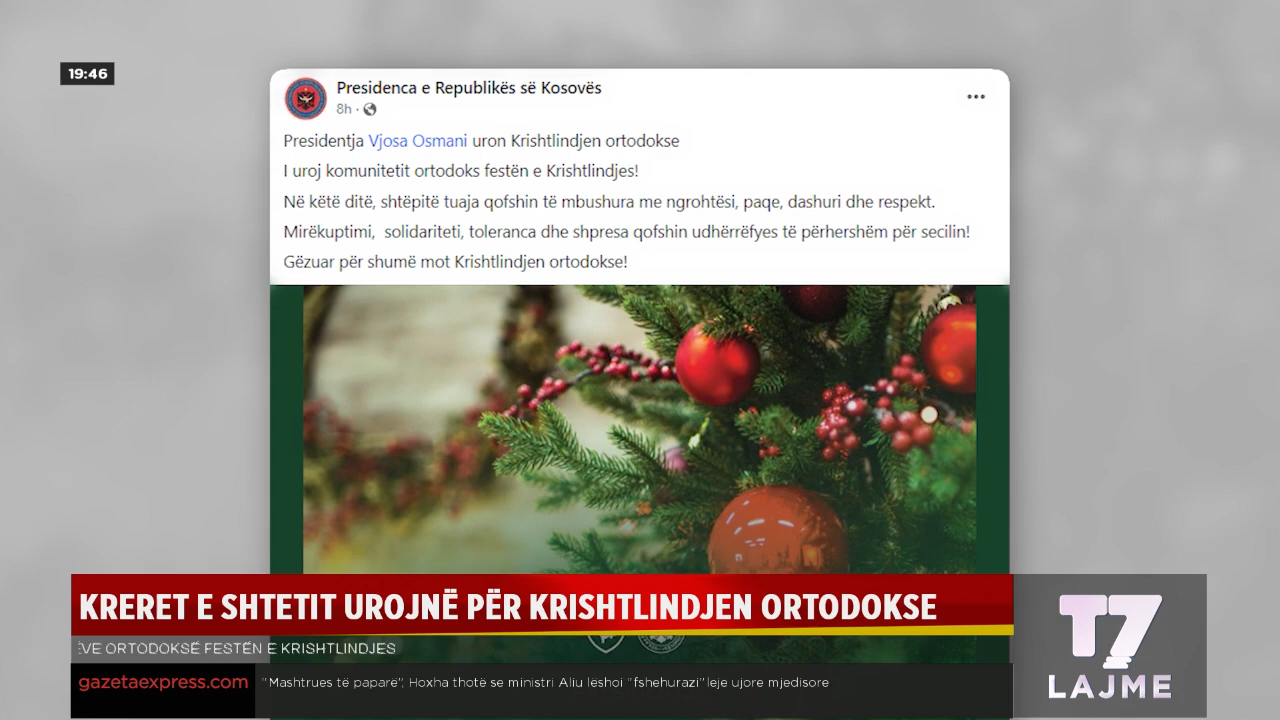 19:46
Presidenca e Republikës së Kosovës
8h ·
Presidentja Vjosa Osmani uron Krishtlindjen ortodokse
I uroj komunitetit ortodoks festën e Krishtlindjes!
Në këtë ditë, shtëpitë tuaja qofshin të mbushura me ngrohtësi, paqe, dashuri dhe respekt.
Mirëkuptimi, solidariteti, toleranca dhe shpresa qofshin udhërrëfyes të përhershëm për secilin!
Gëzuar për shumë mot Krishtlindjen ortodokse!
KRERET E SHTETIT UROJNË PËR KRISHTLINDJEN ORTODOKSE
VE ORTODOKSË FESTËN E KRISHTLINDJES
gazetaexpress.com "Mashtrues të paparë"; Hoxha thotë se ministri Aliu lëshoi "fshehurazi" leje ujore mjedisore
T7
LAJME